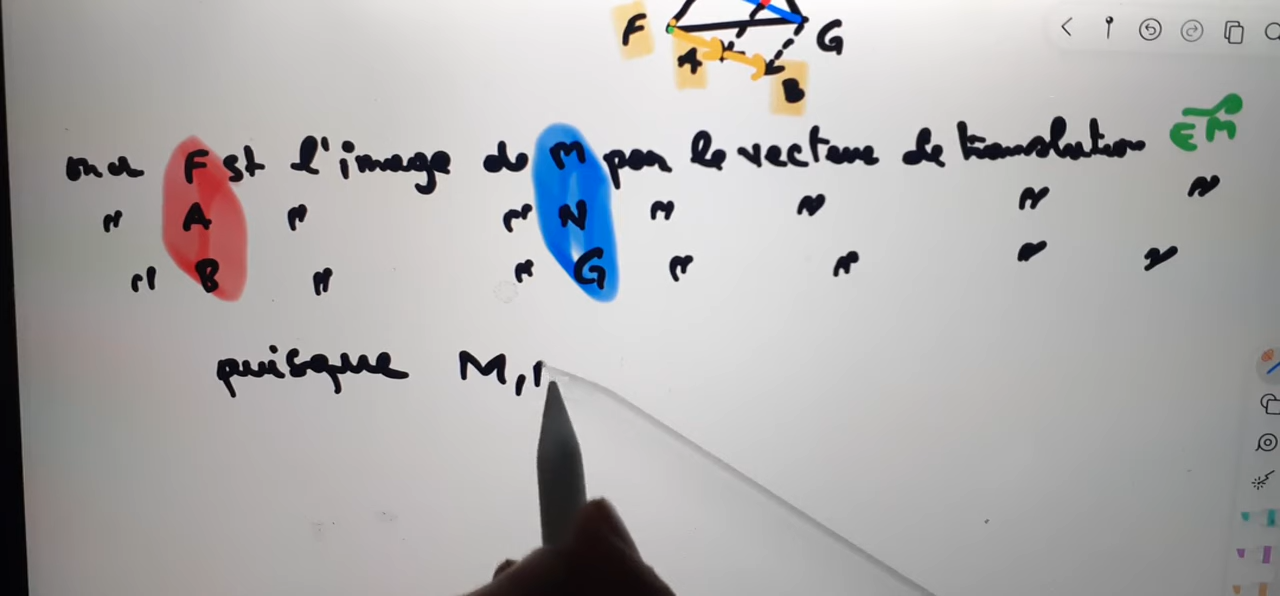 F
G
A
B
on a F est l'image de M par le vecteur de translation EM
" A " " N " " " "
" B " " G " " " "
puisque M,